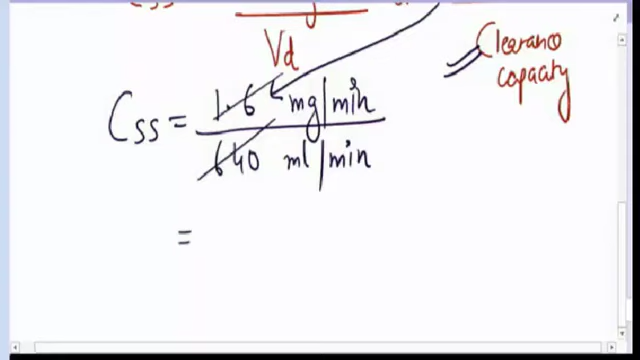 Vd
Clearance
capacity
Css = 1.6 mg/min
640 ml/min
=